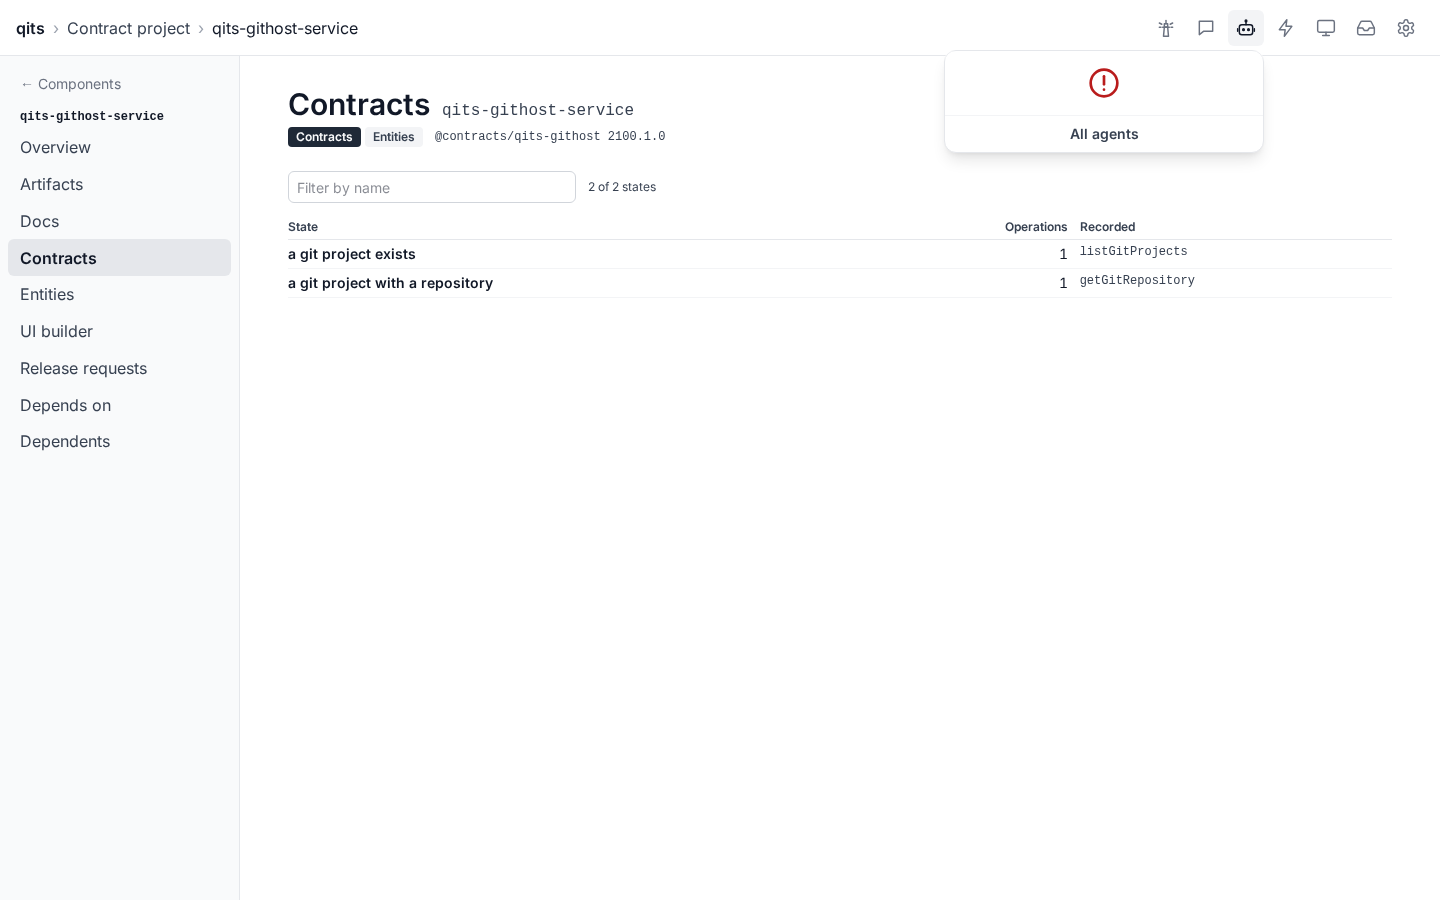 qits › Contract project › qits-githost-service
All agents
← Components
qits-githost-service
Overview
Artifacts
Docs
Contracts
Entities
UI builder
Release requests
Depends on
Dependents
Contracts qits-githost-service
Contracts Entities @contracts/qits-githost 2100.1.0
Filter by name 2 of 2 states
State Operations Recorded
a git project exists 1 listGitProjects
a git project with a repository 1 getGitRepository